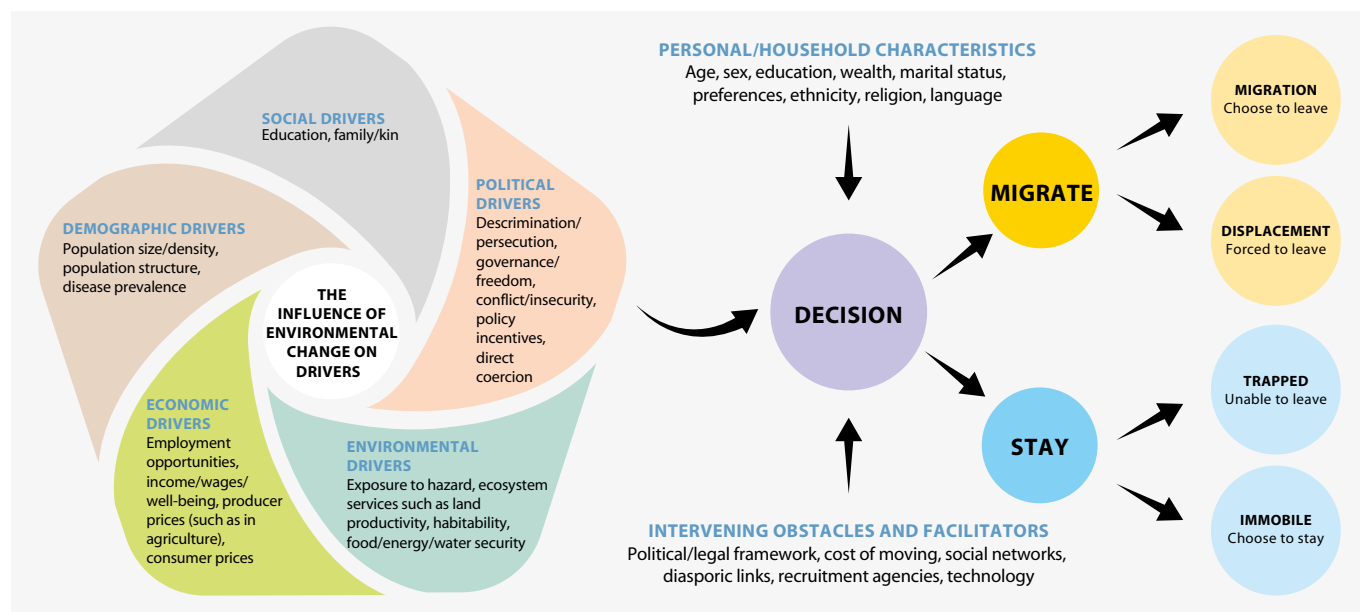 SOCIAL DRIVERS
Education, family/kin
POLITICAL
DRIVERS
Descrimination/
persecution,
governance/
freedom,
conflict/insecurity,
policy
incentives,
direct
coercion
DEMOGRAPHIC DRIVERS
Population size/density,
population structure,
disease prevalence
THE
INFLUENCE OF
ENVIRONMENTAL
CHANGE ON
DRIVERS
ECONOMIC
DRIVERS
Employment
opportunities,
income/wages/
well-being, producer
prices (such as in
agriculture),
consumer prices
ENVIRONMENTAL
DRIVERS
Exposure to hazard, ecosystem
services such as land
productivity, habitability,
food/energy/water security
PERSONAL/HOUSEHOLD CHARACTERISTICS
Age, sex, education, wealth, marital status,
preferences, ethnicity, religion, language
DECISION
INTERVENING OBSTACLES AND FACILITATORS
Political/legal framework, cost of moving, social networks,
diasporic links, recruitment agencies, technology
MIGRATE
STAY
MIGRATION
Choose to leave
DISPLACEMENT
Forced to leave
TRAPPED
Unable to leave
IMMOBILE
Choose to stay